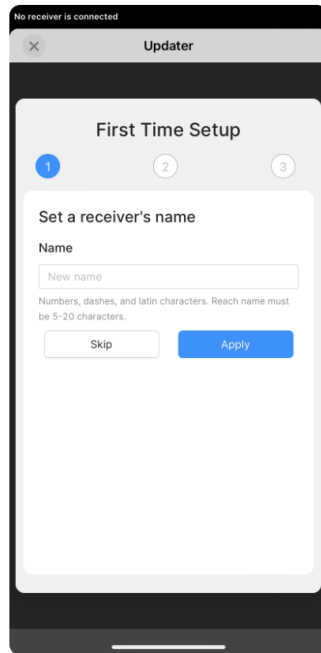 No receiver is connected
Updater
First Time Setup
1 2 3
Set a receiver's name
Name
New name
Numbers, dashes, and latin characters. Reach name must
be 5-20 characters.
Skip Apply